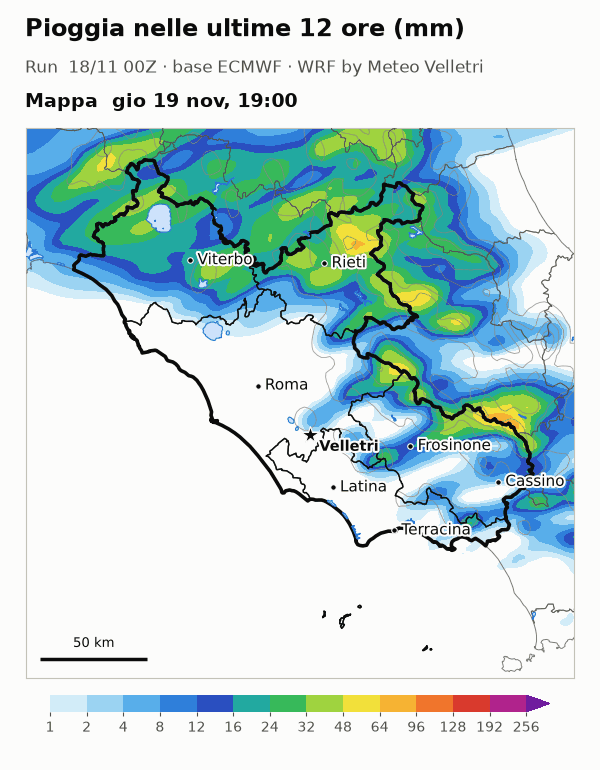 Pioggia nelle ultime 12 ore (mm)
Run 18/11 00Z · base ECMWF · WRF by Meteo Velletri
Mappa gio 19 nov, 19:00
Viterbo
Rieti
Roma
Velletri
Frosinone
Cassino
Latina
Terracina
50 km
1 2 4 8 12 16 24 32 48 64 96 128 192 256